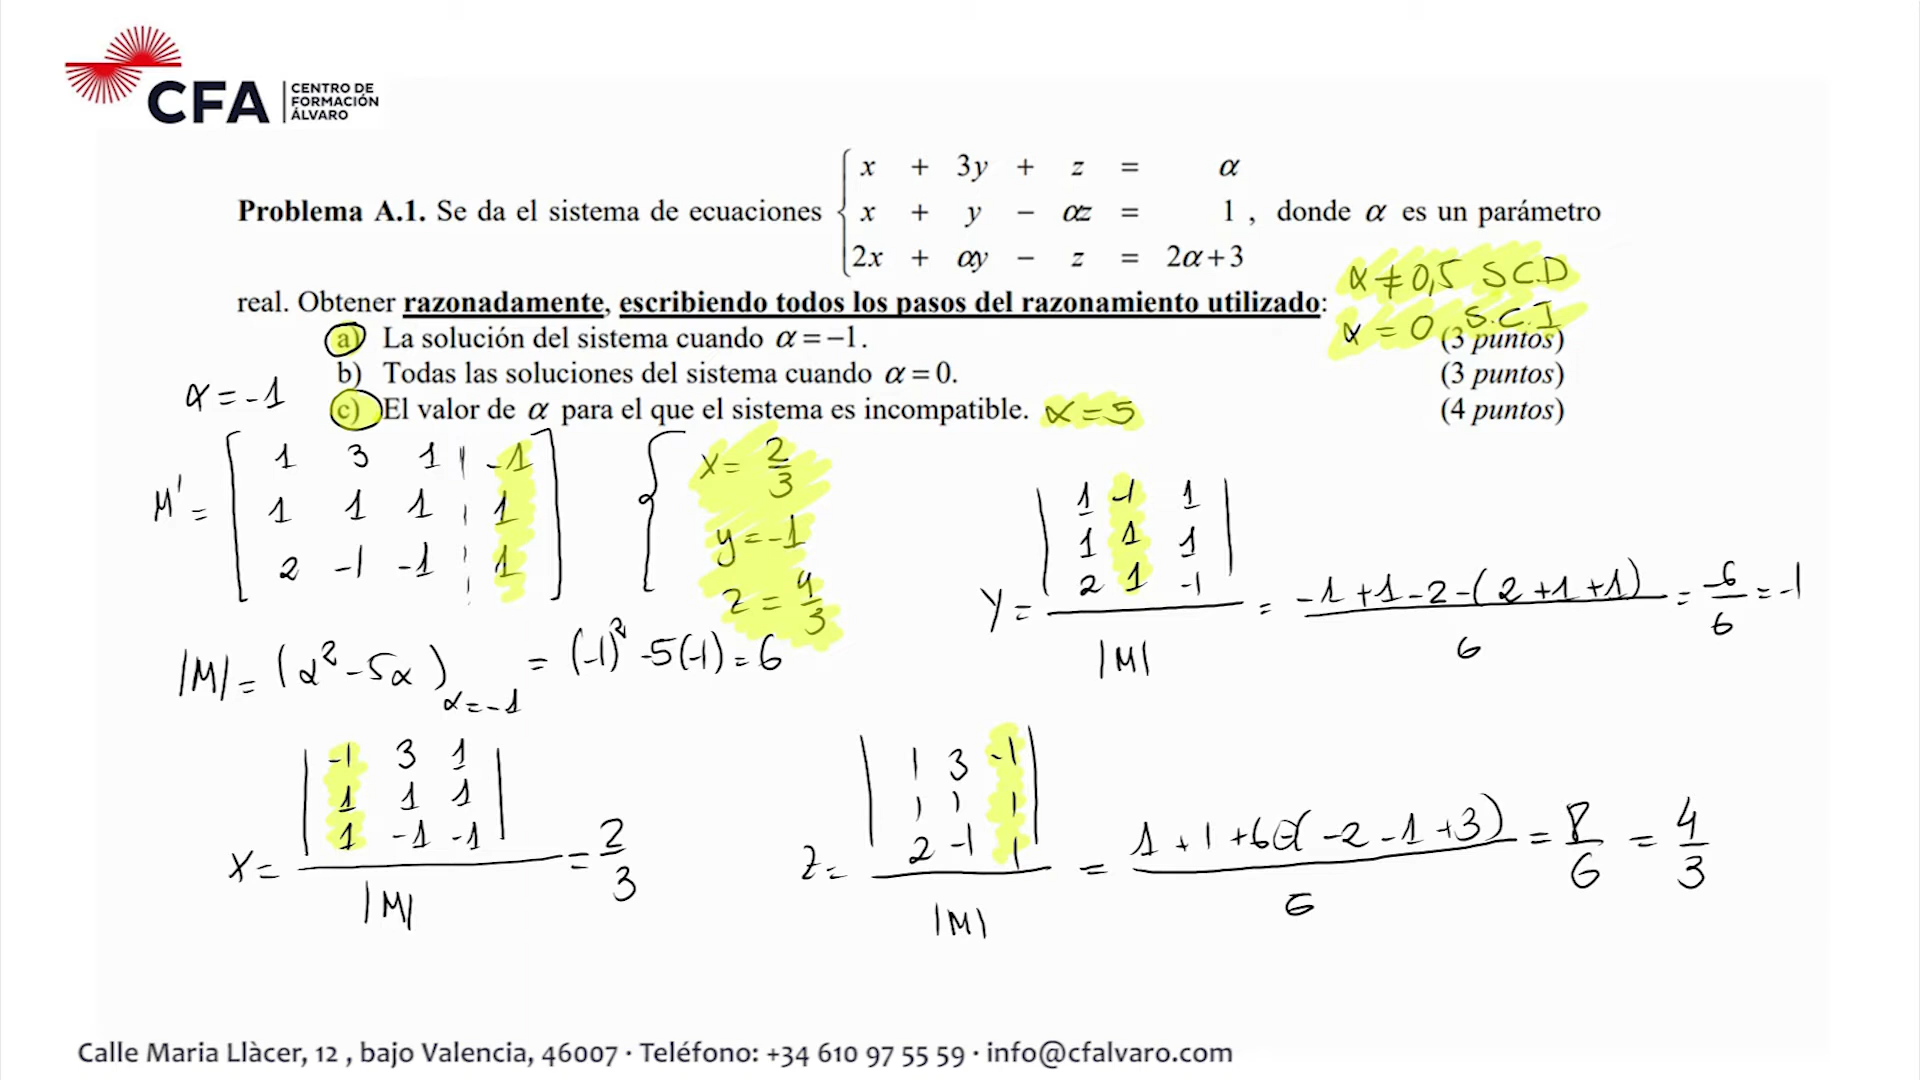 CFA
CENTRO DE
FORMACIÓN
ÁLVARO
x + 3y + z = α
Problema A.1. Se da el sistema de ecuaciones x + y − αz = 1 , donde α es un parámetro
2x + αy − z = 2α+3
real. Obtener razonadamente, escribiendo todos los pasos del razonamiento utilizado:
α ≠ 0,5 S.C.D
α = 0 S.C.I
a) La solución del sistema cuando α = −1. (3 puntos)
b) Todas las soluciones del sistema cuando α = 0. (3 puntos)
c) El valor de α para el que el sistema es incompatible. α = 5 (4 puntos)
α = -1
M' = [ 1 3 1 | -1
1 1 1 | 1
2 -1 -1 | 1 ]
{ x = 2/3
y = -1
z = 4/3
y = | 1 -1 1
1 1 1
2 1 -1 |
/ |M| = -1+1-2-(2+1+1) / 6 = -6/6 = -1
|M| = (α² - 5α) α=-1 = (-1)² -5(-1) = 6
x = | -1 3 1
1 1 1
1 -1 -1 |
/ |M| = 2/3
z = | 1 3 -1
1 1 1
2 -1 1 |
/ |M| = 1+1+6-(-2-1+3) / 6 = 8/6 = 4/3
Calle Maria Llàcer, 12 , bajo Valencia, 46007 · Teléfono: +34 610 97 55 59 · info@cfalvaro.com